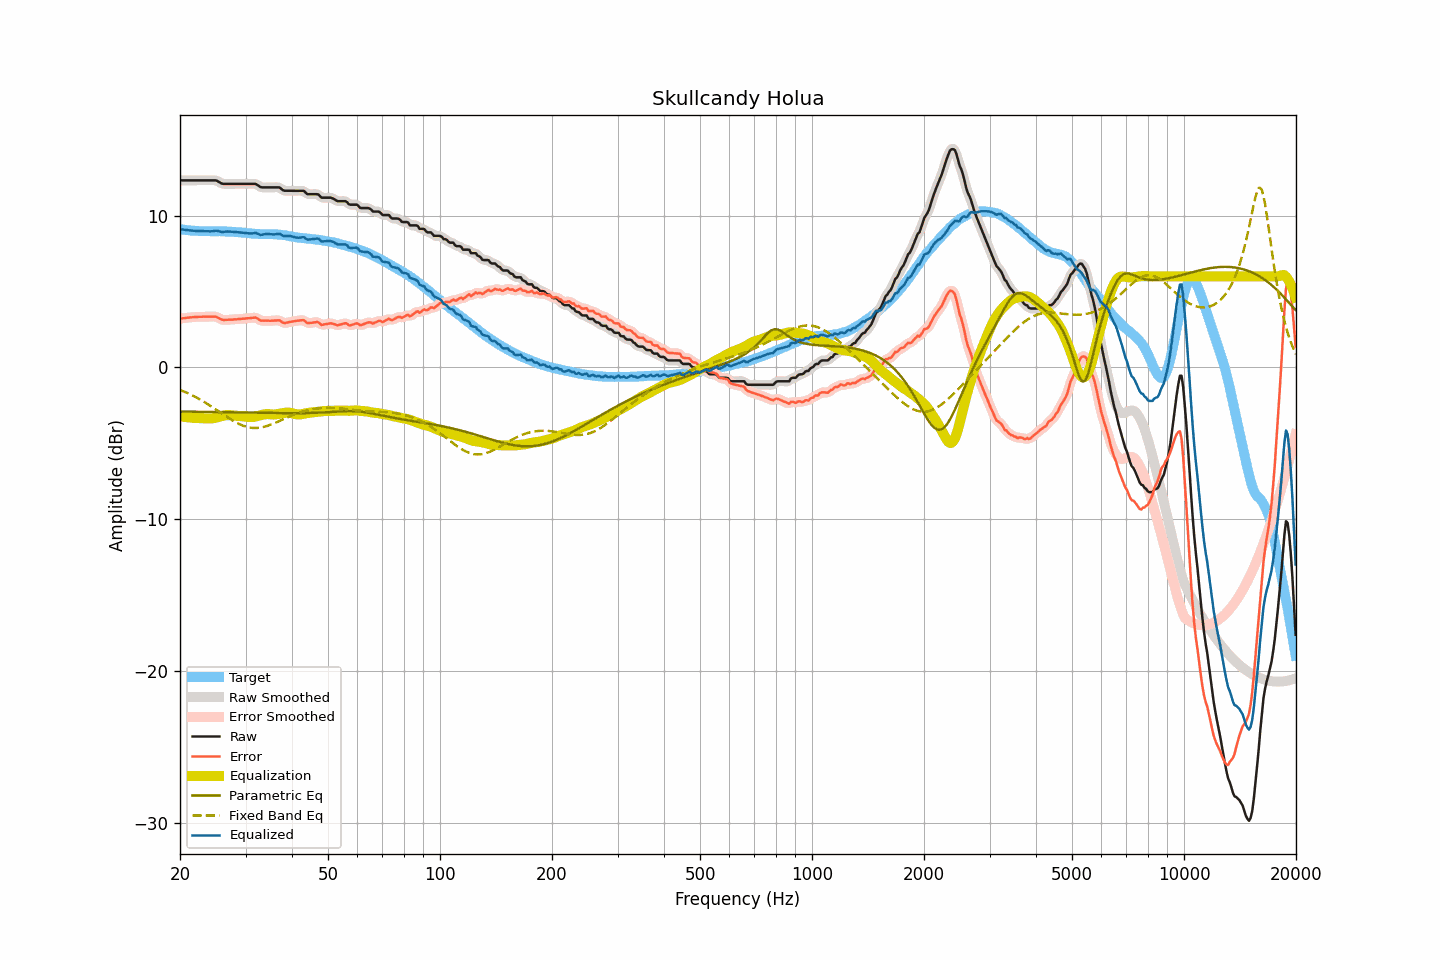 Skullcandy Holua
Amplitude (dBr)
10
0
−10
−20
−30
Target
Raw Smoothed
Error Smoothed
Raw
Error
Equalization
Parametric Eq
Fixed Band Eq
Equalized
20 50 100 200 500 1000 2000 5000 10000 20000
Frequency (Hz)